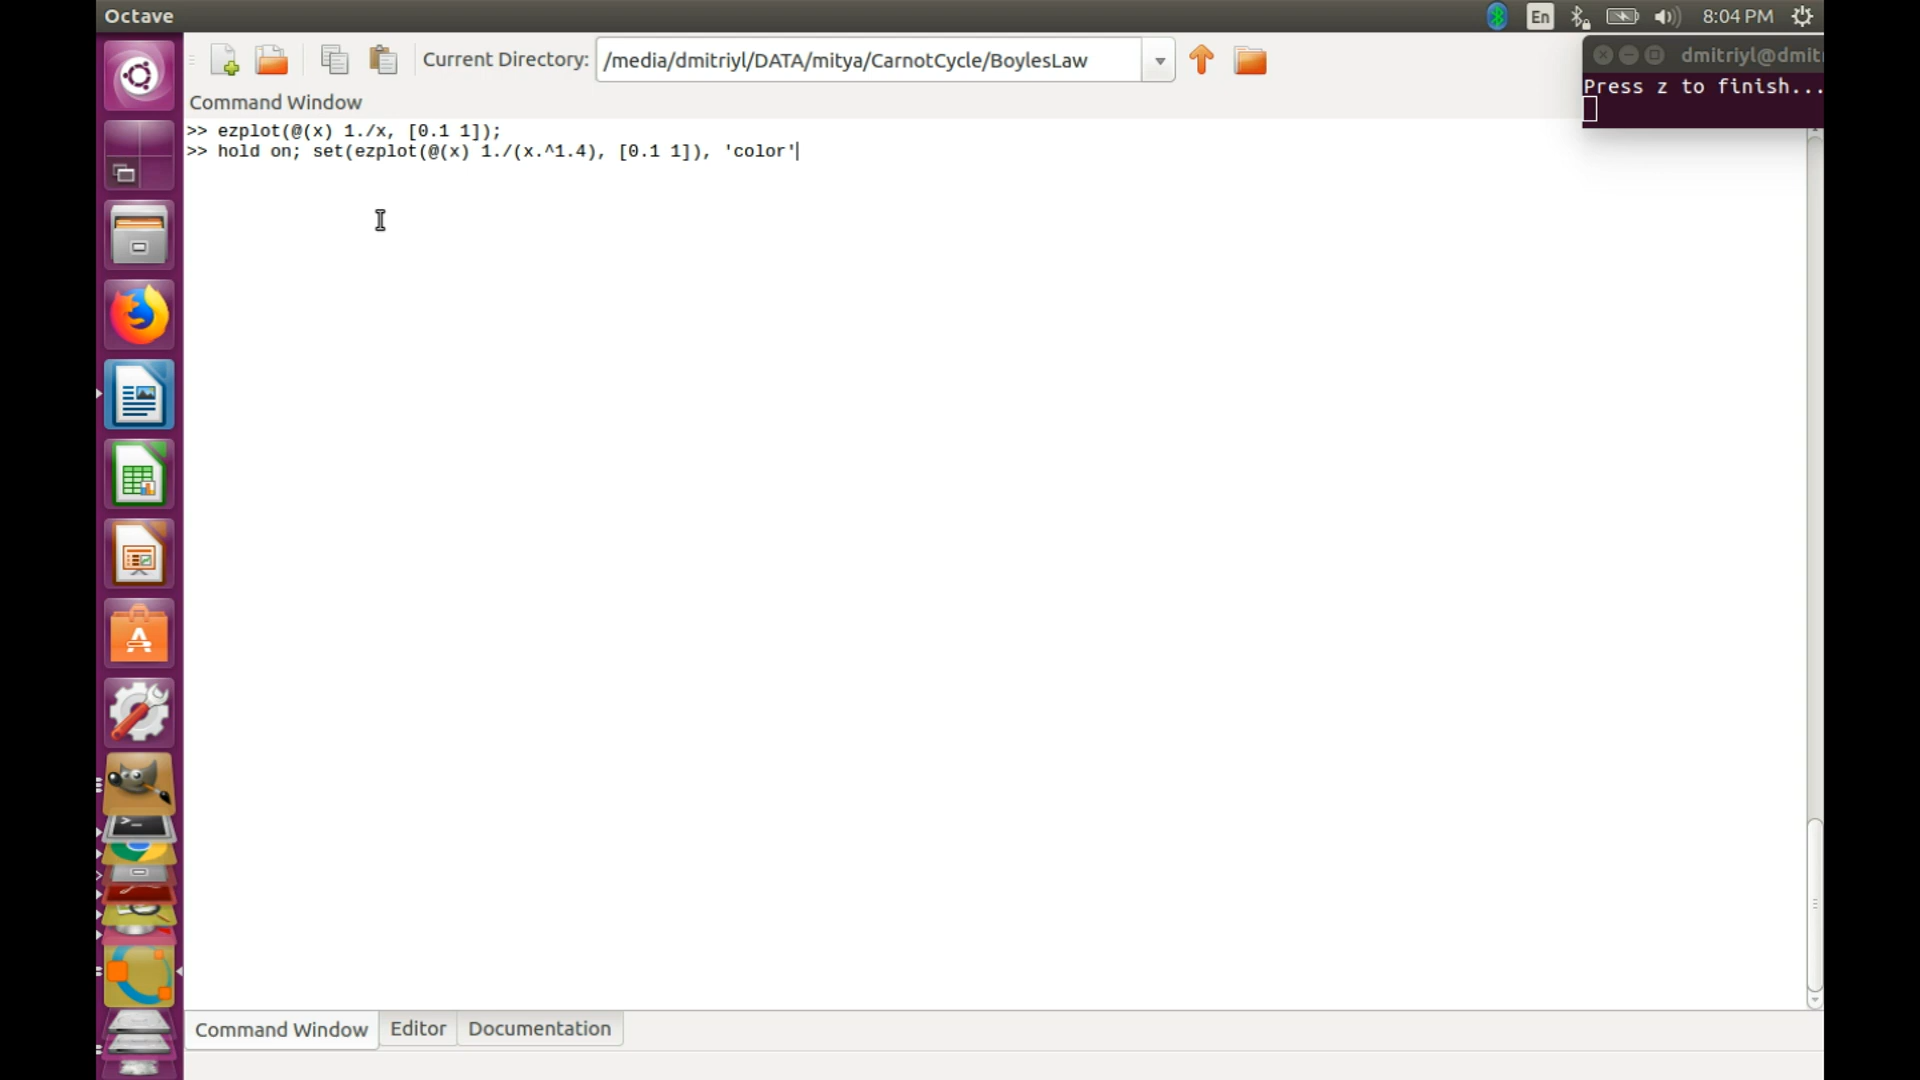 Octave
En
8:04 PM
Current Directory: /media/dmitriyl/DATA/mitya/CarnotCycle/BoylesLaw
dmitriyl@dmit
Press z to finish...
Command Window
>> ezplot(@(x) 1./x, [0.1 1]);
>> hold on; set(ezplot(@(x) 1./(x.^1.4), [0.1 1]), 'color'
Command Window Editor Documentation